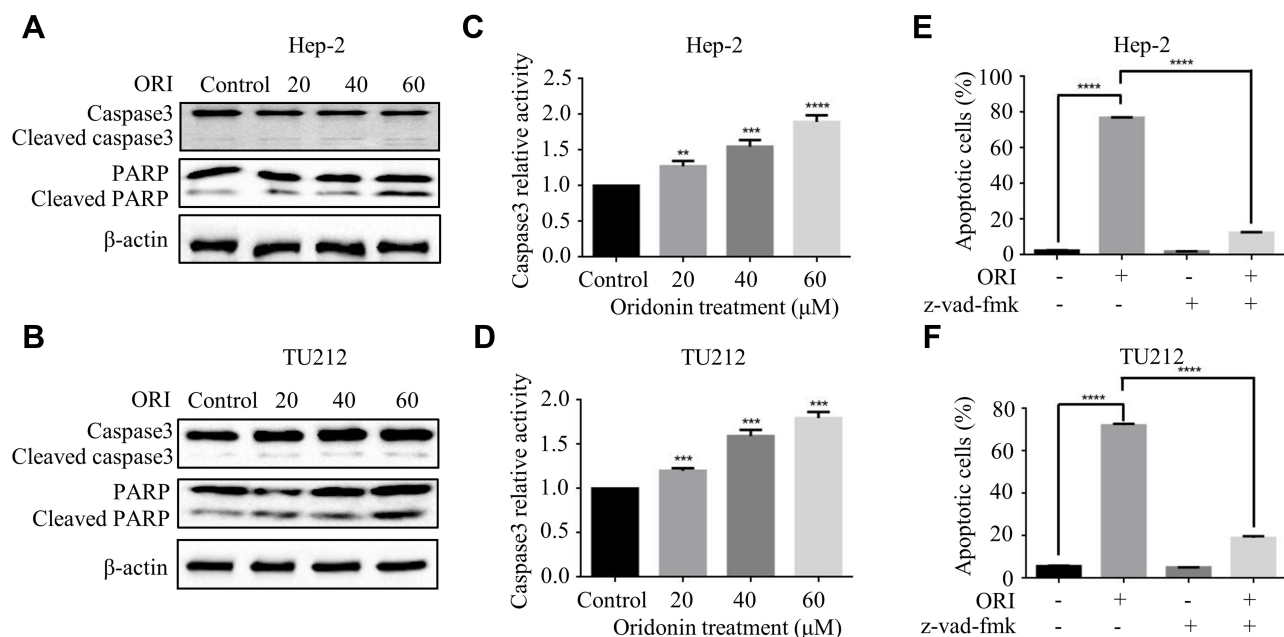 A
Hep-2
ORI Control 20 40 60
Caspase3
Cleaved caspase3
PARP
Cleaved PARP
β-actin
B
TU212
ORI Control 20 40 60
Caspase3
Cleaved caspase3
PARP
Cleaved PARP
β-actin
C
Hep-2
Caspase3 relative activity
2.5
2.0
1.5
1.0
0.5
0.0
** *** ****
Control 20 40 60
Oridonin treatment (μM)
D
TU212
Caspase3 relative activity
2.0
1.5
1.0
0.5
0.0
*** *** ***
Control 20 40 60
Oridonin treatment (μM)
E
Hep-2
Apoptotic cells (%)
100
80
60
40
20
0
**** ****
ORI - + - +
z-vad-fmk - - + +
F
TU212
Apoptotic cells (%)
80
60
40
20
0
**** ****
ORI - + - +
z-vad-fmk - - + +